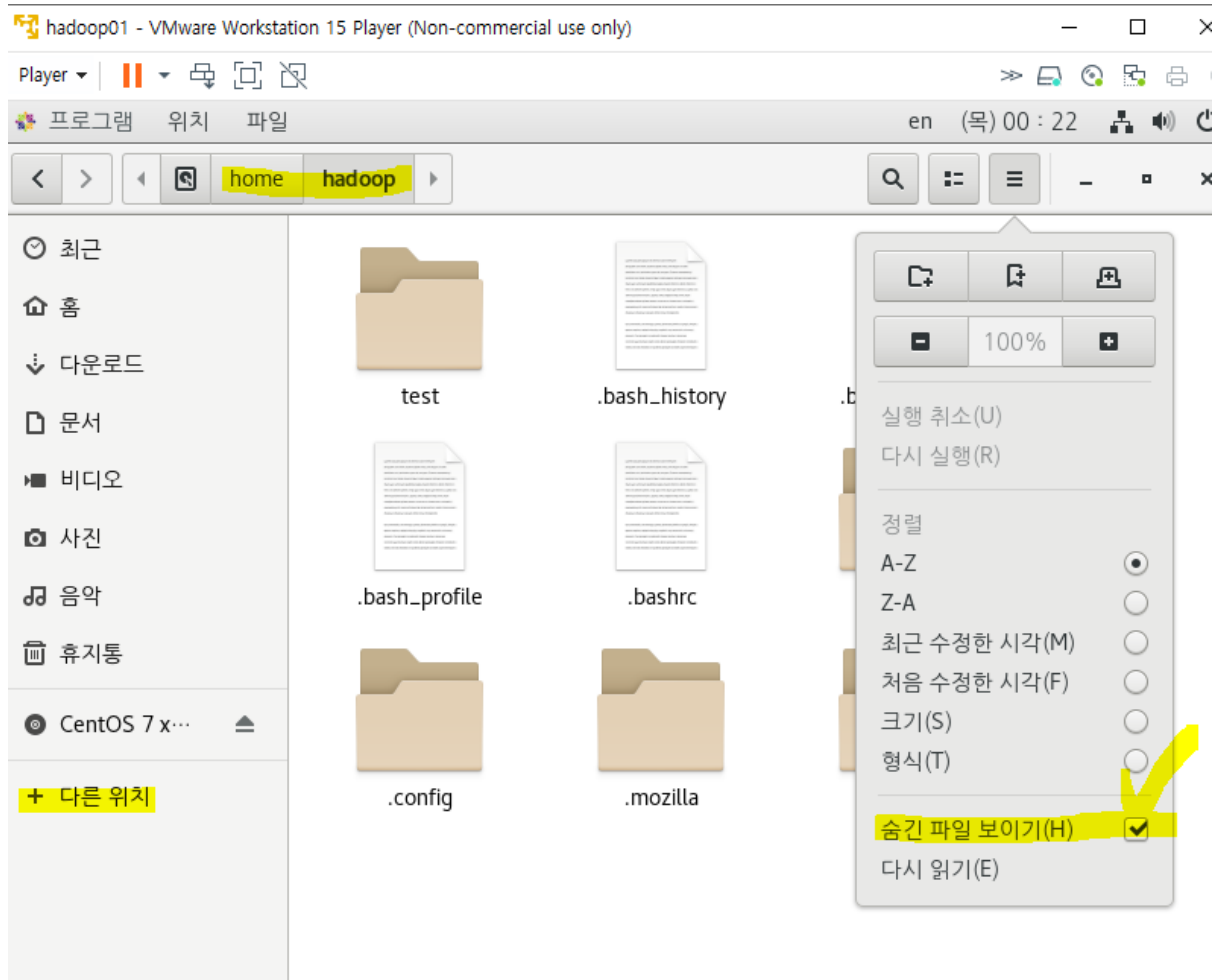 hadoop01 - VMware Workstation 15 Player (Non-commercial use only)
Player
프로그램 위치 파일 en (목) 00 : 22
home hadoop
최근
홈
다운로드
문서
비디오
사진
음악
휴지통
CentOS 7 x…
+ 다른 위치
test
.bash_history
.b
.bash_profile
.bashrc
.config
.mozilla
100%
실행 취소(U)
다시 실행(R)
정렬
A-Z
Z-A
최근 수정한 시각(M)
처음 수정한 시각(F)
크기(S)
형식(T)
숨긴 파일 보이기(H)
다시 읽기(E)